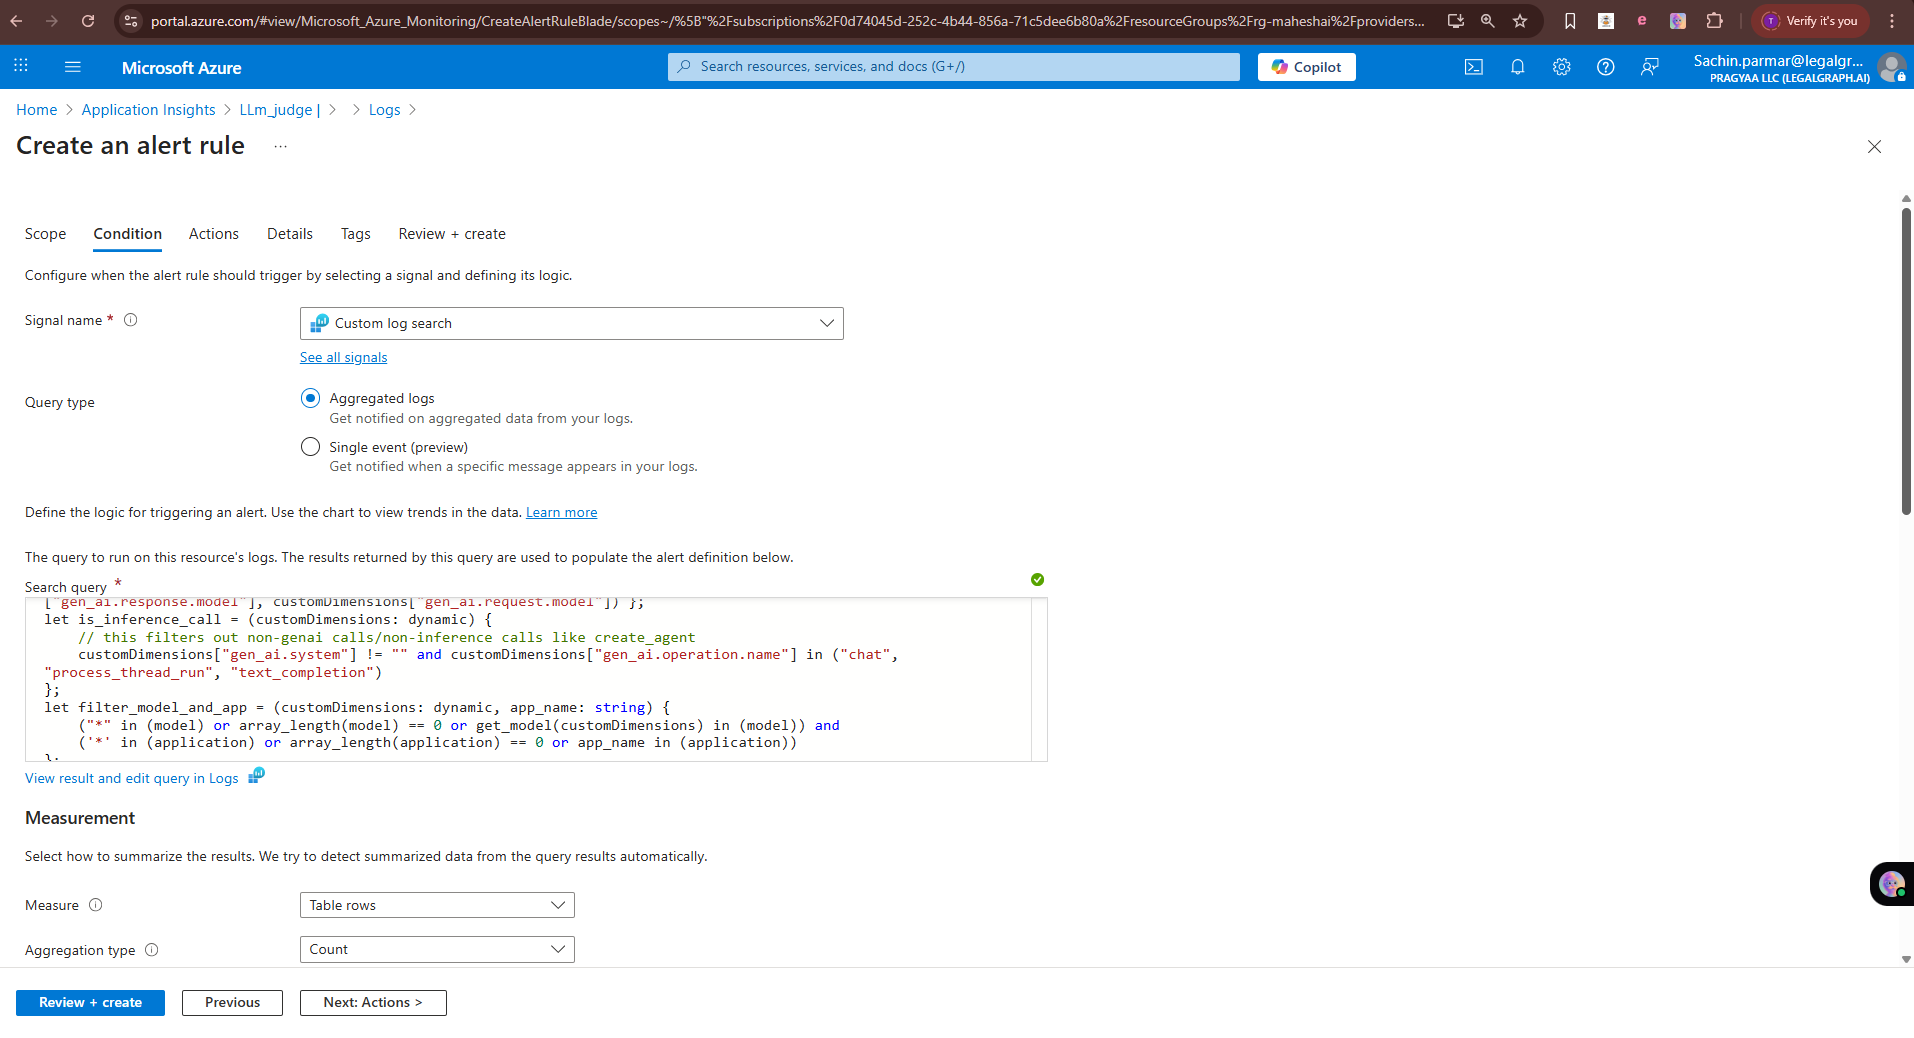 portal.azure.com/#view/Microsoft_Azure_Monitoring/CreateAlertRuleBlade/scopes~/%5B"%2Fsubscriptions%2F0d74045d-252c-4b44-856a-71c5dee6b80a%2FresourceGroups%2Frg-maheshai%2Fproviders...
Verify it's you
Microsoft Azure
Search resources, services, and docs (G+/)
Copilot
Sachin.parmar@legalgr...
PRAGYAA LLC (LEGALGRAPH.AI)
Home > Application Insights > LLm_judge | > > Logs >
Create an alert rule ...
Scope Condition Actions Details Tags Review + create
Configure when the alert rule should trigger by selecting a signal and defining its logic.
Signal name *
Custom log search
See all signals
Query type
Aggregated logs
Get notified on aggregated data from your logs.
Single event (preview)
Get notified when a specific message appears in your logs.
Define the logic for triggering an alert. Use the chart to view trends in the data. Learn more
The query to run on this resource's logs. The results returned by this query are used to populate the alert definition below.
Search query *
["gen_ai.response.model"], customDimensions["gen_ai.request.model"]) };
let is_inference_call = (customDimensions: dynamic) {
// this filters out non-genai calls/non-inference calls like create_agent
customDimensions["gen_ai.system"] != "" and customDimensions["gen_ai.operation.name"] in ("chat",
"process_thread_run", "text_completion")
};
let filter_model_and_app = (customDimensions: dynamic, app_name: string) {
("*" in (model) or array_length(model) == 0 or get_model(customDimensions) in (model)) and
('*' in (application) or array_length(application) == 0 or app_name in (application))
};
View result and edit query in Logs
Measurement
Select how to summarize the results. We try to detect summarized data from the query results automatically.
Measure
Table rows
Aggregation type
Count
Review + create
Previous
Next: Actions >